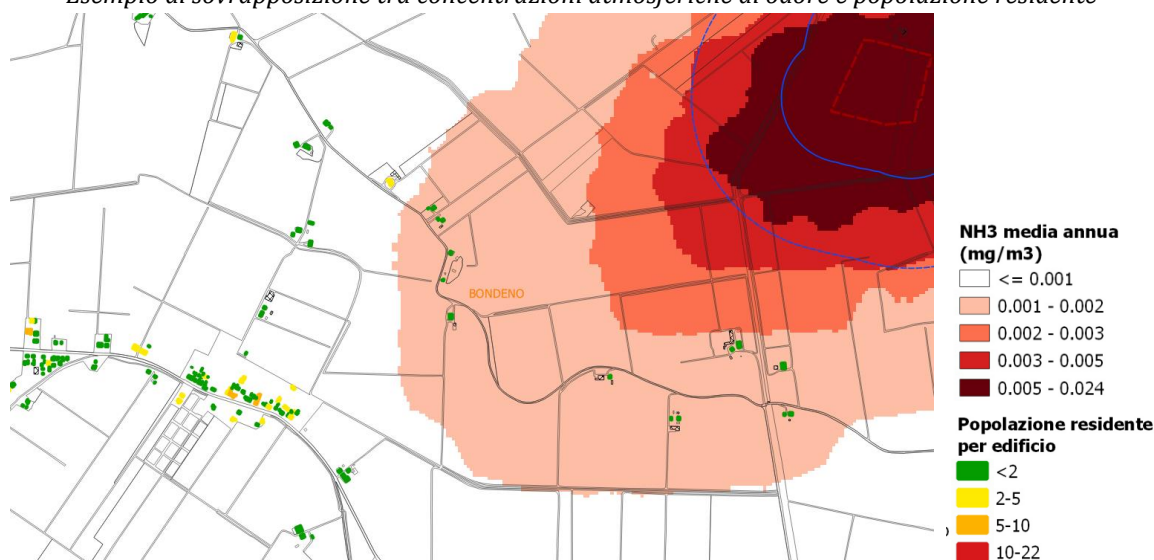 Esempio di sovrapposizione tra concentrazioni atmosferiche di odore e popolazione residente
BONDENO
NH3 media annua
(mg/m3)
<= 0.001
0.001 - 0.002
0.002 - 0.003
0.003 - 0.005
0.005 - 0.024
Popolazione residente
per edificio
<2
2-5
5-10
10-22